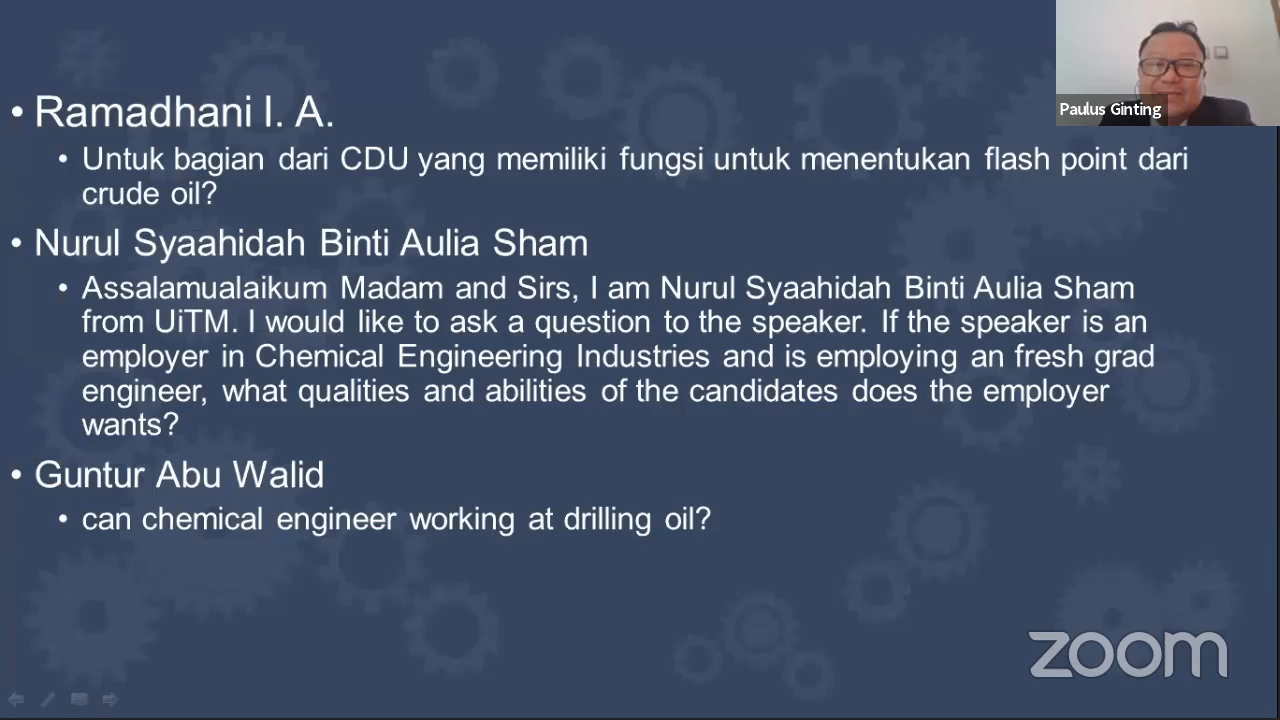 Paulus Ginting
• Ramadhani I. A.
• Untuk bagian dari CDU yang memiliki fungsi untuk menentukan flash point dari
crude oil?
• Nurul Syaahidah Binti Aulia Sham
• Assalamualaikum Madam and Sirs, I am Nurul Syaahidah Binti Aulia Sham
from UiTM. I would like to ask a question to the speaker. If the speaker is an
employer in Chemical Engineering Industries and is employing an fresh grad
engineer, what qualities and abilities of the candidates does the employer
wants?
• Guntur Abu Walid
• can chemical engineer working at drilling oil?
zoom